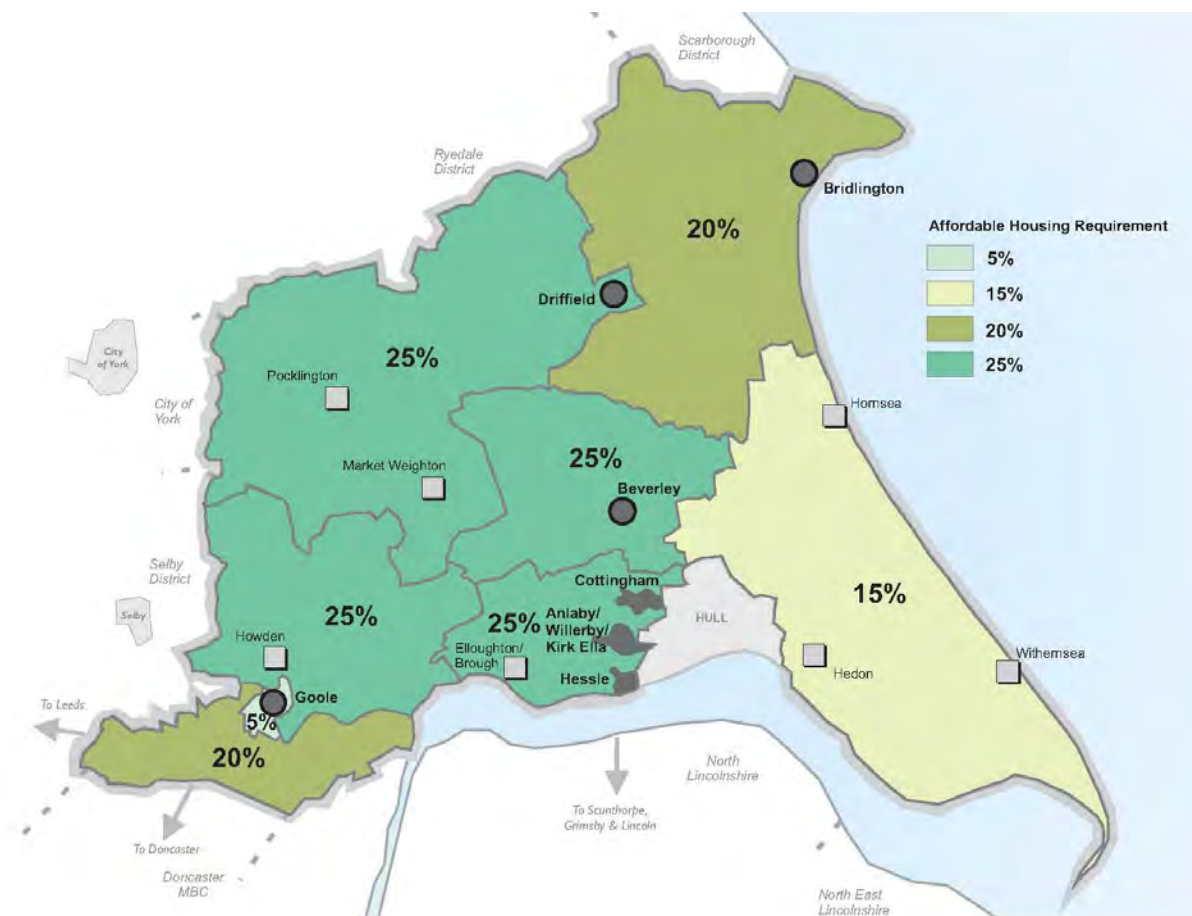 Scarborough
District
Ryedale
District
Bridlington
20%
Affordable Housing Requirement
5%
15%
20%
25%
Driffield
City
of York
25%
Pocklington
City of
York
Hornsea
Market Weighton
25%
Beverley
Selby
District
Selby
Cottingham
25%
15%
25%
Anlaby/
Willerby/
Kirk Ella
HULL
Howden
Elloughton/
Brough
Hedon
Withernsea
Hessle
Goole
To Leeds
5%
20%
North
Lincolnshire
To Scunthorpe,
Grimsby & Lincoln
To Doncaster
Doncaster
MBC
North East
Lincolnshire